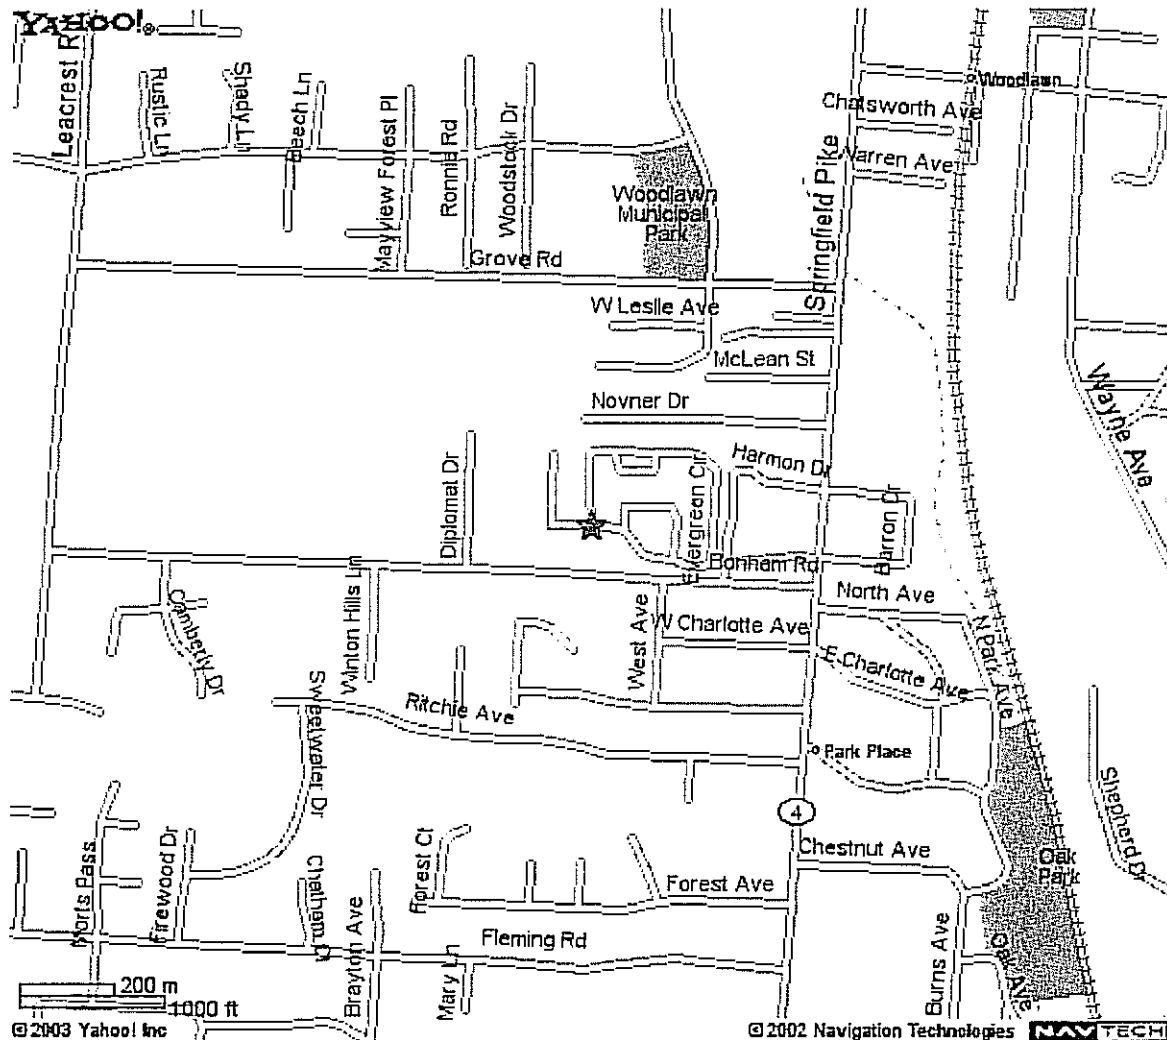 YAHOO!
Leacrest R
Rustic Ln
Shady Ln
Beech Ln
Mayview Forest Pl
Ronnie Rd
Woodstock Dr
Woodlawn
Municipal
Park
Springfield Pike
Woodlawn
Chatsworth Ave
Warren Ave
Grove Rd
W Leslie Ave
McLean St
Novner Dr
Wayne Ave
Harmon Dr
Diplomat Dr
Evergreen Cir
Barron Dr
Bonham Rd
North Ave
Winton Hills Ln
Camberly Dr
West Ave
W Charlotte Ave
E Charlotte Ave
N Park Ave
Sweetwater Dr
Ritchie Ave
Park Place
4
Shepherd Dr
Chestnut Ave
Oak
Park
Morts Pass
Firewood Dr
Chatham D
Brayton Ave
Forest Ct
Forest Ave
Fleming Rd
Mary Ln
Burns Ave
Oak Ave
200 m
1000 ft
©2003 Yahoo! Inc
©2002 Navigation Technologies
NAVTECH